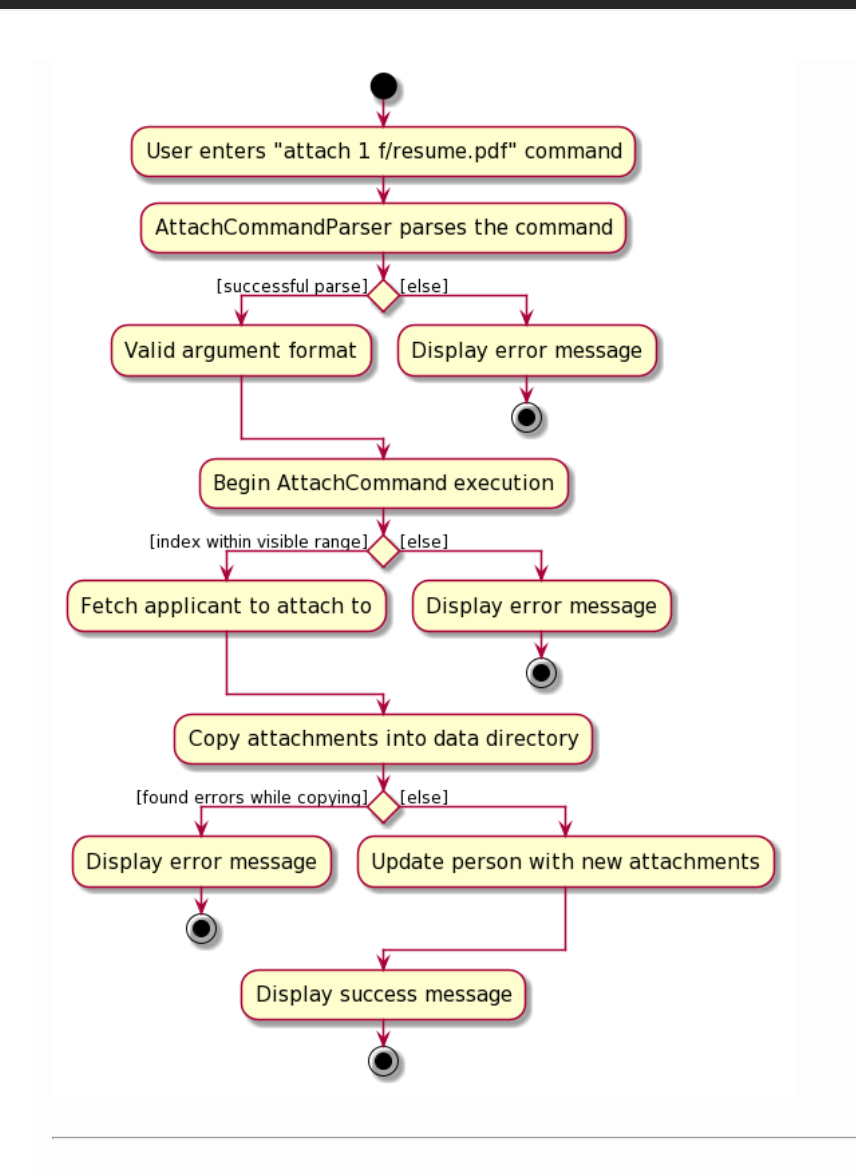 User enters "attach 1 f/resume.pdf" command
AttachCommandParser parses the command
[successful parse]
[else]
Valid argument format
Display error message
Begin AttachCommand execution
[index within visible range]
[else]
Fetch applicant to attach to
Display error message
Copy attachments into data directory
[found errors while copying]
[else]
Display error message
Update person with new attachments
Display success message